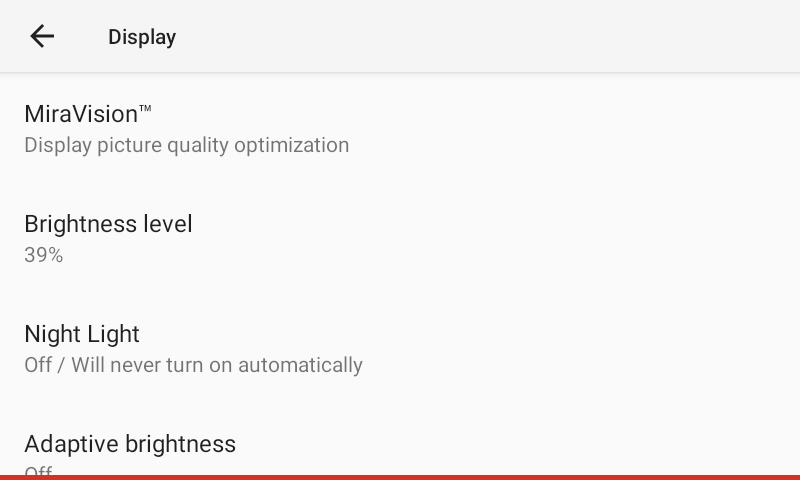 Display
MiraVision™
Display picture quality optimization
Brightness level
39%
Night Light
Off / Will never turn on automatically
Adaptive brightness
Off